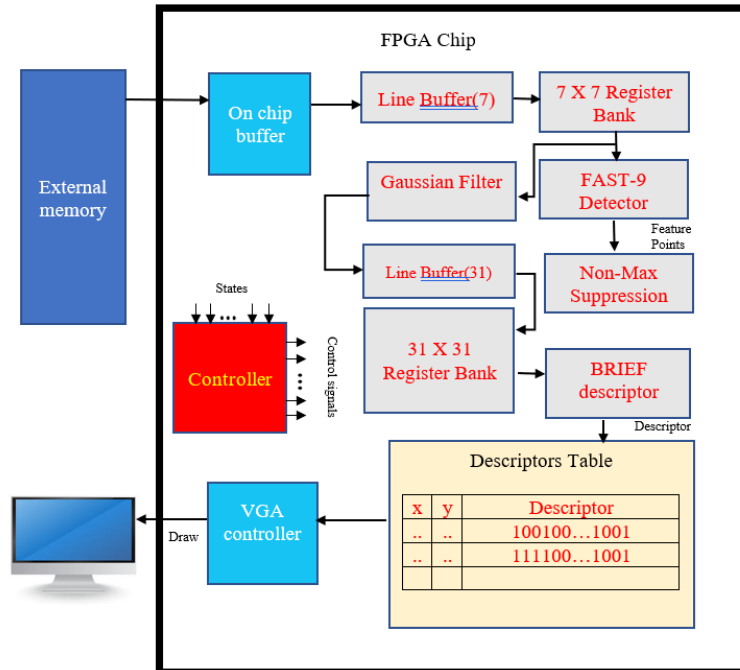 FPGA Chip
External
memory
On chip
buffer
Line Buffer(7)
7 X 7 Register
Bank
Gaussian Filter
FAST-9
Detector
Feature
Points
Line Buffer(31)
Non-Max
Suppression
States
...
Controller
...
Control signals
31 X 31
Register Bank
BRIEF
descriptor
Descriptor
Descriptors Table
x y Descriptor
.. .. 100100...1001
.. .. 111100...1001
VGA
controller
Draw